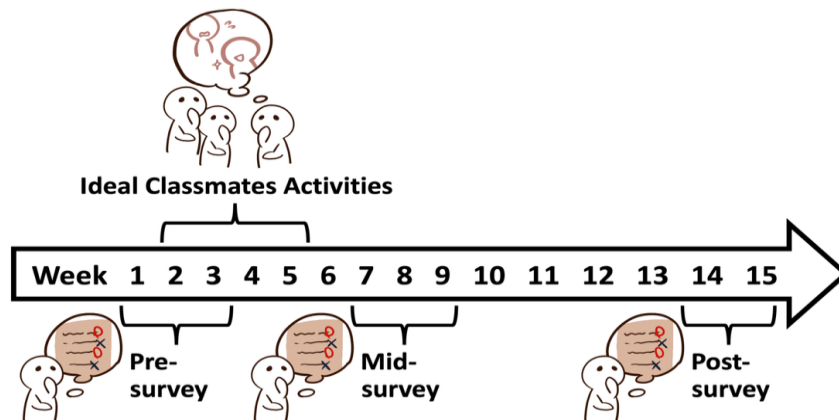 Ideal Classmates Activities
Week 1 2 3 4 5 6 7 8 9 10 11 12 13 14 15
Pre-
survey
Mid-
survey
Post-
survey